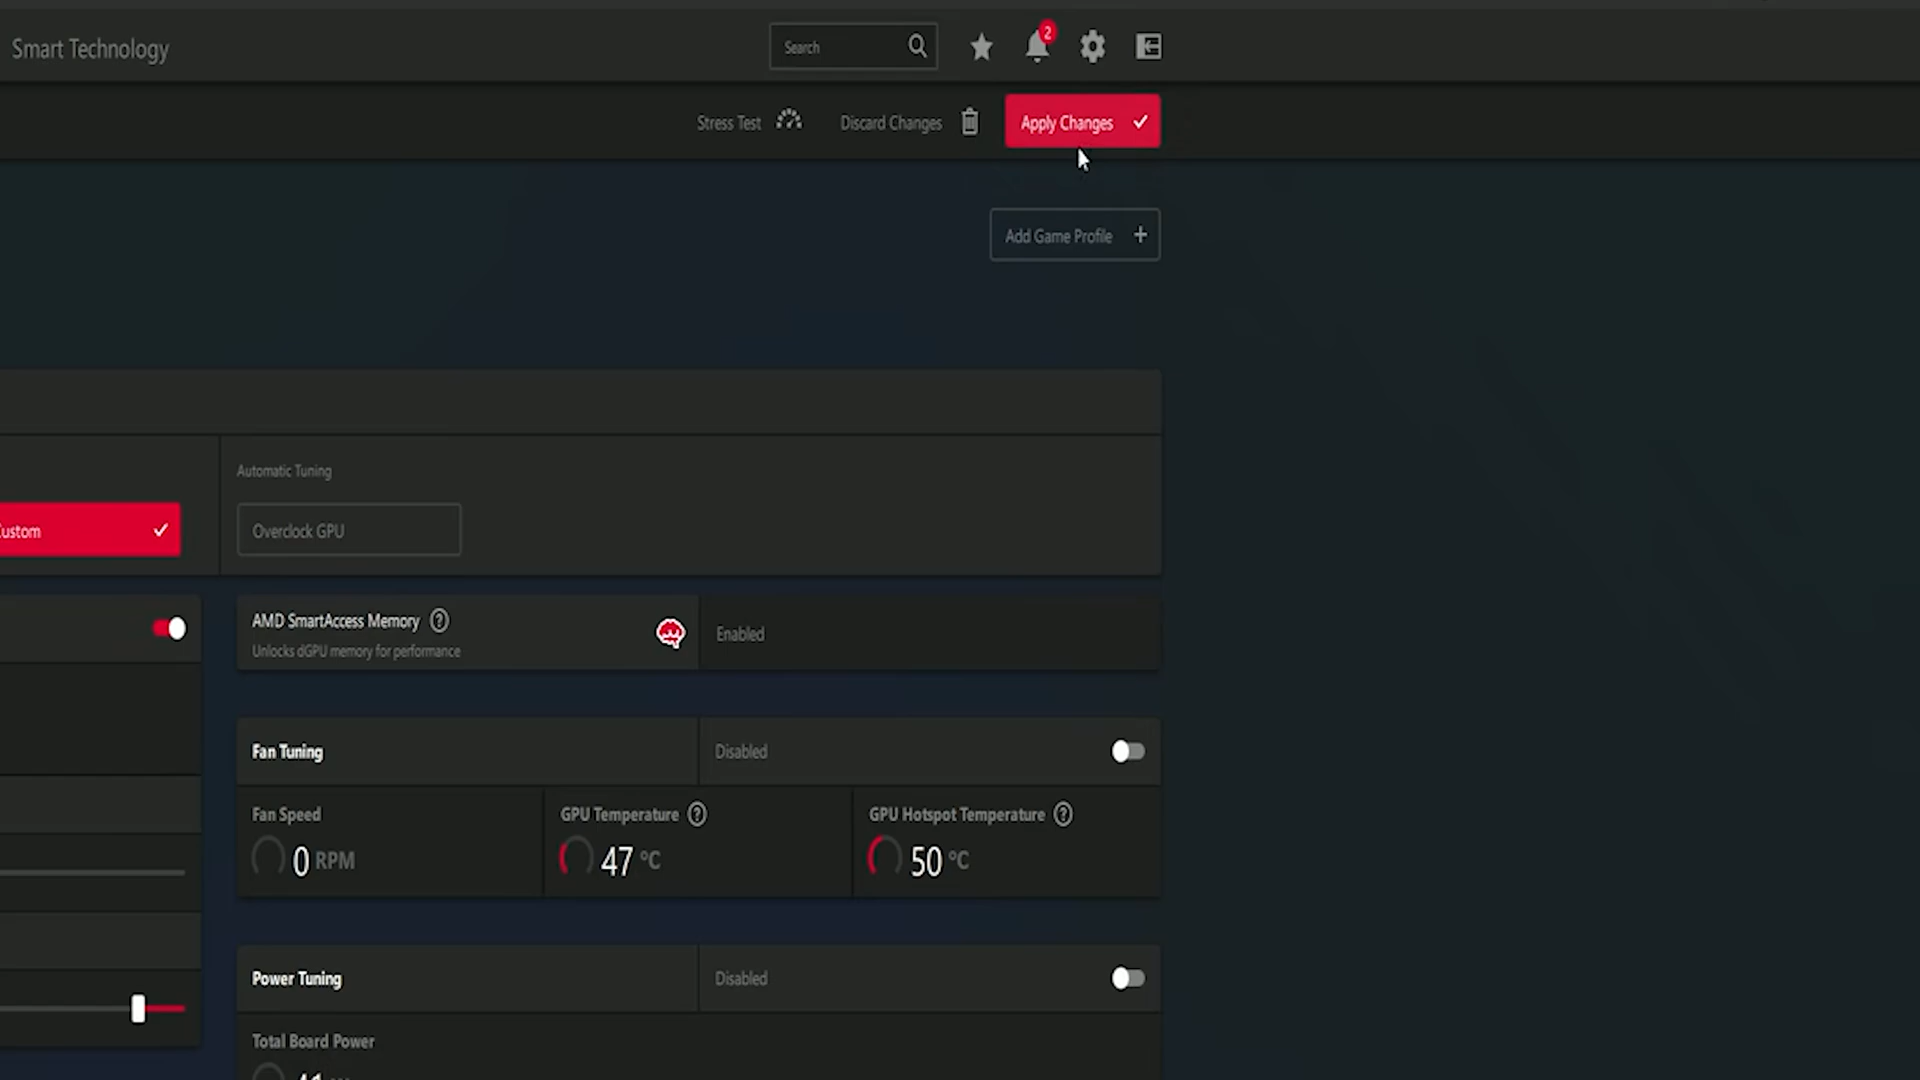 Smart Technology
Search
2
Stress Test
Discard Changes
Apply Changes
Add Game Profile
Automatic Tuning
ustom
Overclock GPU
AMD SmartAccess Memory
Unlocks dGPU memory for performance
Enabled
Fan Tuning
Disabled
Fan Speed
GPU Temperature
GPU Hotspot Temperature
0 RPM
47 °C
50 °C
Power Tuning
Disabled
Total Board Power